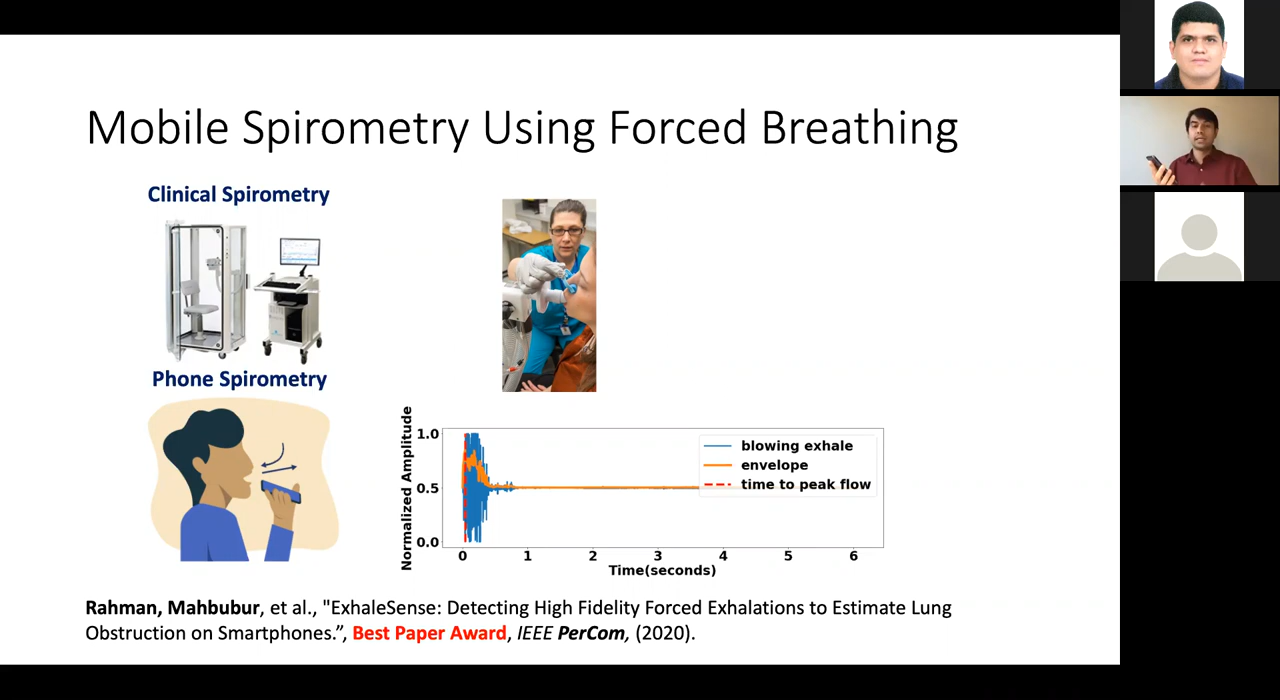 Mobile Spirometry Using Forced Breathing
Clinical Spirometry
Phone Spirometry
Normalized Amplitude
1.0
0.5
0.0
blowing exhale
envelope
time to peak flow
0 1 2 3 4 5 6
Time(seconds)
Rahman, Mahbubur, et al., "ExhaleSense: Detecting High Fidelity Forced Exhalations to Estimate Lung
Obstruction on Smartphones.”, Best Paper Award, IEEE PerCom, (2020).